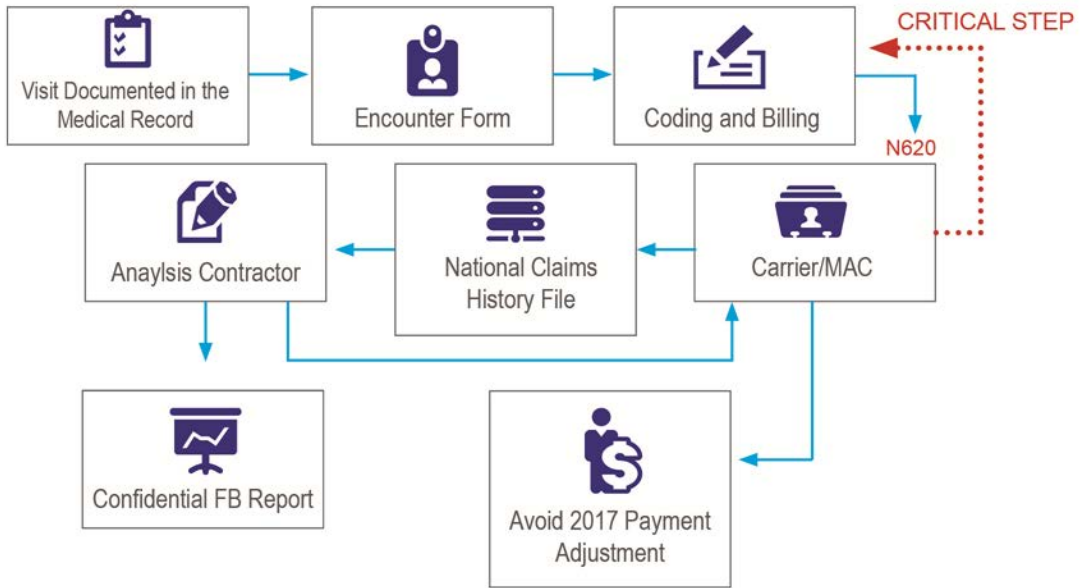 CRITICAL STEP
Visit Documented in the
Medical Record
Encounter Form
Coding and Billing
N620
Anaylsis Contractor
National Claims
History File
Carrier/MAC
Confidential FB Report
Avoid 2017 Payment
Adjustment